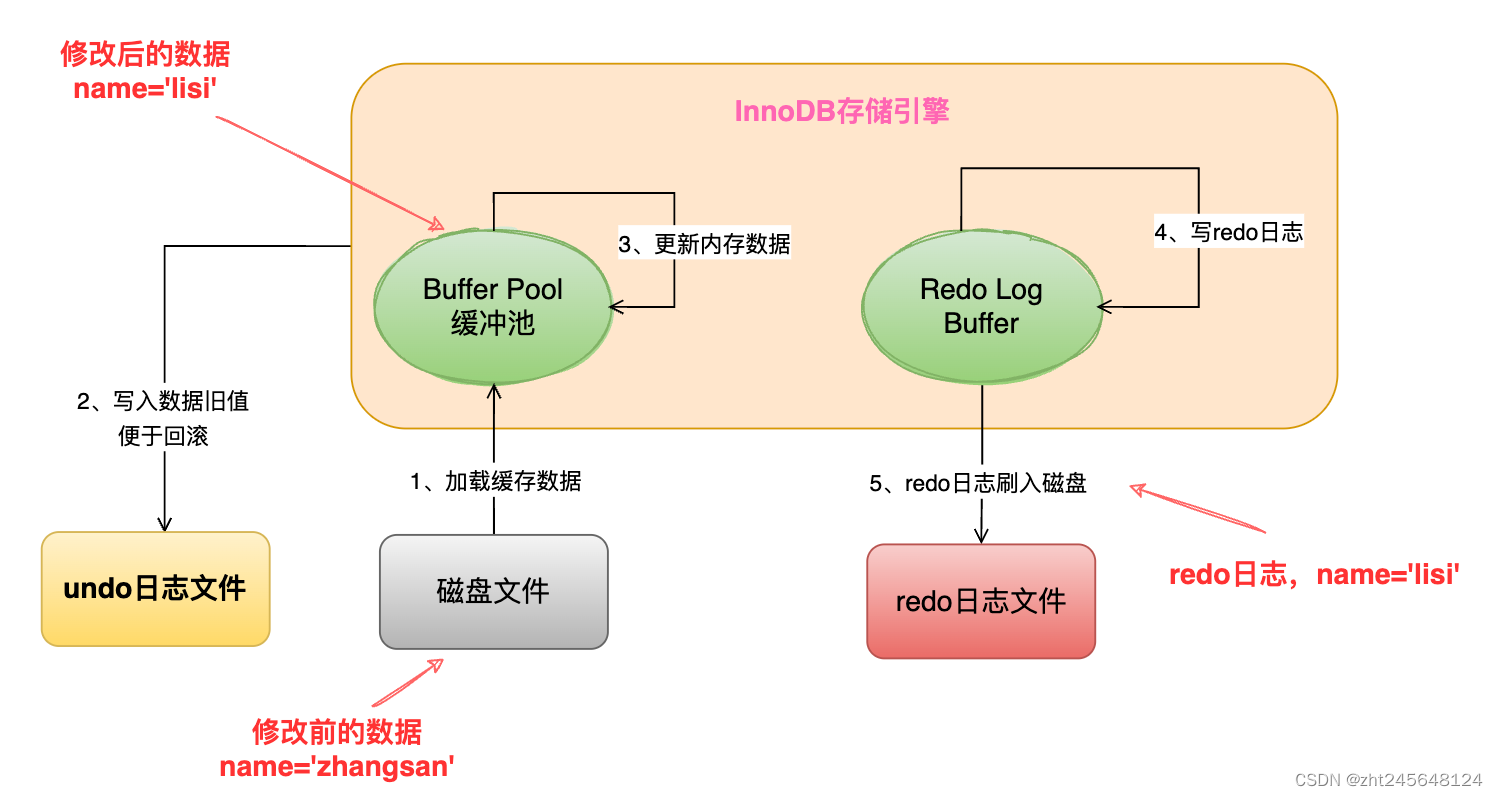 修改后的数据
name='lisi'
InnoDB存储引擎
3、更新内存数据
4、写redo日志
Buffer Pool
缓冲池
Redo Log
Buffer
2、写入数据旧值
便于回滚
1、加载缓存数据
5、redo日志刷入磁盘
undo日志文件
磁盘文件
redo日志文件
redo日志，name='lisi'
修改前的数据
name='zhangsan'
CSDN @zht245648124